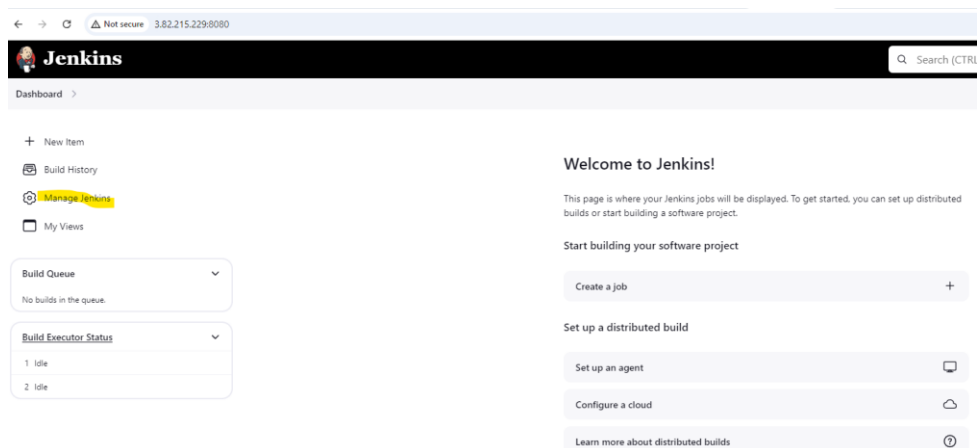 Not secure 3.82.215.229:8080
Jenkins
Search (CTRL
Dashboard >
+ New Item
Build History
Manage Jenkins
My Views
Build Queue
No builds in the queue.
Build Executor Status
1 Idle
2 Idle
Welcome to Jenkins!
This page is where your Jenkins jobs will be displayed. To get started, you can set up distributed
builds or start building a software project.
Start building your software project
Create a job +
Set up a distributed build
Set up an agent
Configure a cloud
Learn more about distributed builds